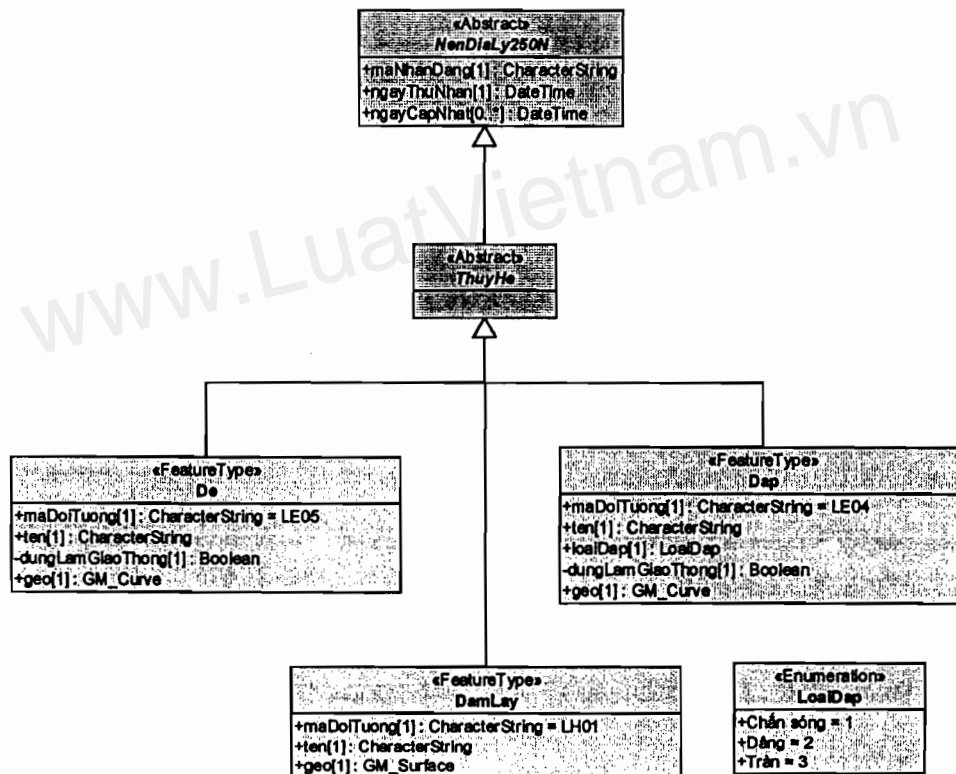 «Abstract»
NenDiaLy250N
+maNhanDang[1] : CharacterString
+ngayThuNhan[1] : DateTime
+ngayCapNhat[0..*] : DateTime
www.LuatVietnam.vn
«Abstract»
ThuyHe
«FeatureType»
De
+maDoiTuong[1] : CharacterString = LE05
+ten[1] : CharacterString
-dungLamGiaoThong[1] : Boolean
+geo[1] : GM_Curve
«FeatureType»
Dap
+maDoiTuong[1] : CharacterString = LE04
+ten[1] : CharacterString
+loaiDap[1] : LoaiDap
-dungLamGiaoThong[1] : Boolean
+geo[1] : GM_Curve
«FeatureType»
DamLay
+maDoiTuong[1] : CharacterString = LH01
+ten[1] : CharacterString
+geo[1] : GM_Surface
«Enumeration»
LoaiDap
+Chắn sóng = 1
+Dâng = 2
+Tràn = 3